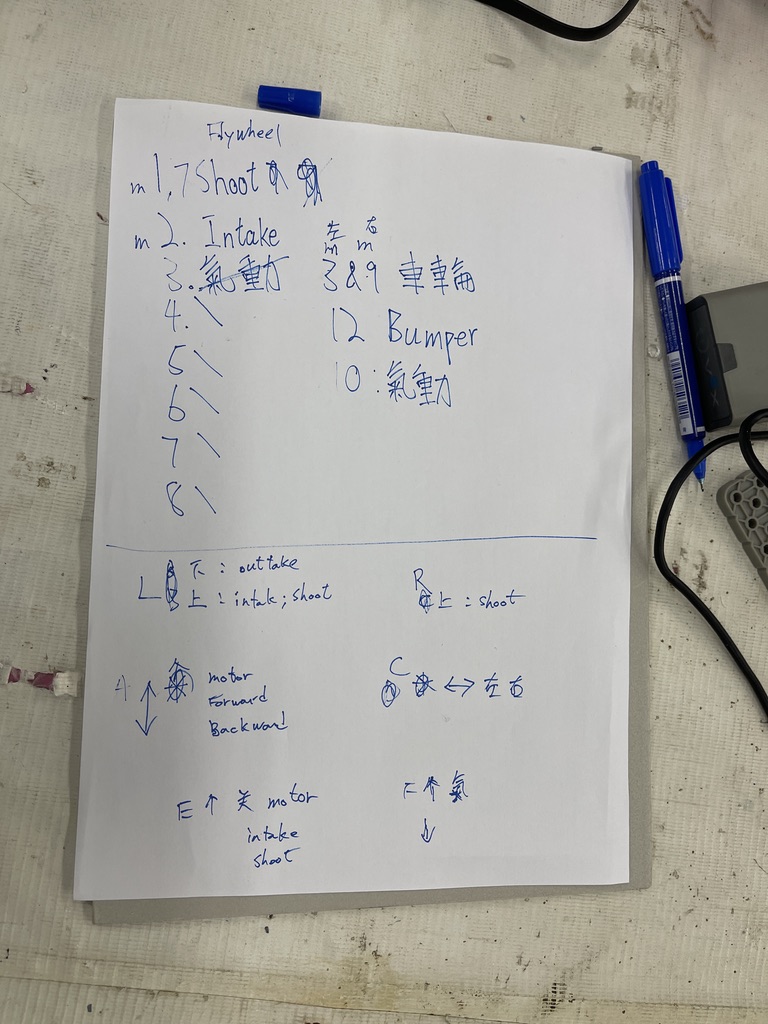 Flywheel
m 1,7 Shoot
m 2. Intake
左 右
m m
3. 氣動 3&9 車輪
4. \ 12 Bumper
5 \ 10:氣動
6 \
7 \
8 \
L 下:outtake
上:intak;shoot
R
上:shoot
A ↕ motor
Forward
Backward
C
↔ 左右
E ↑ 关 motor
intake
shoot
F ↑ 氣
↓